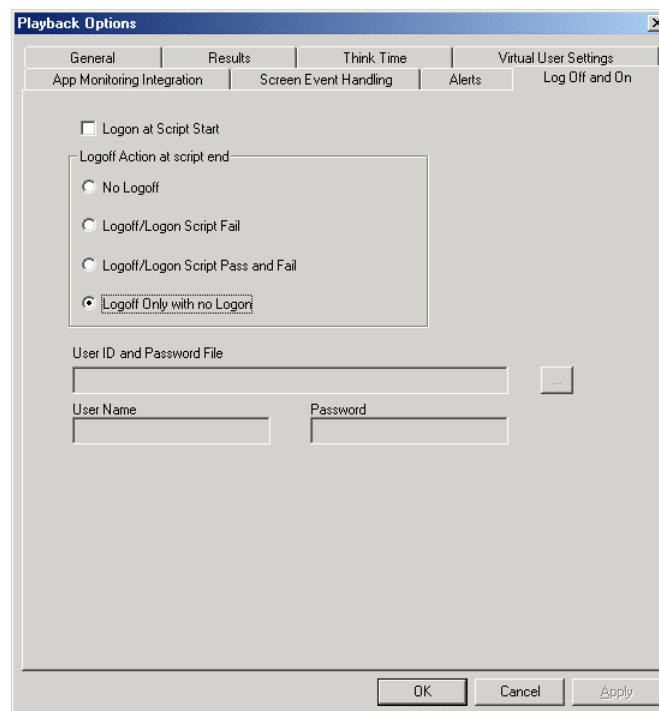 Playback Options
General Results Think Time Virtual User Settings
App Monitoring Integration Screen Event Handling Alerts Log Off and On
Logon at Script Start
Logoff Action at script end
No Logoff
Logoff/Logon Script Fail
Logoff/Logon Script Pass and Fail
Logoff Only with no Logon
User ID and Password File
...
User Name Password
OK Cancel Apply